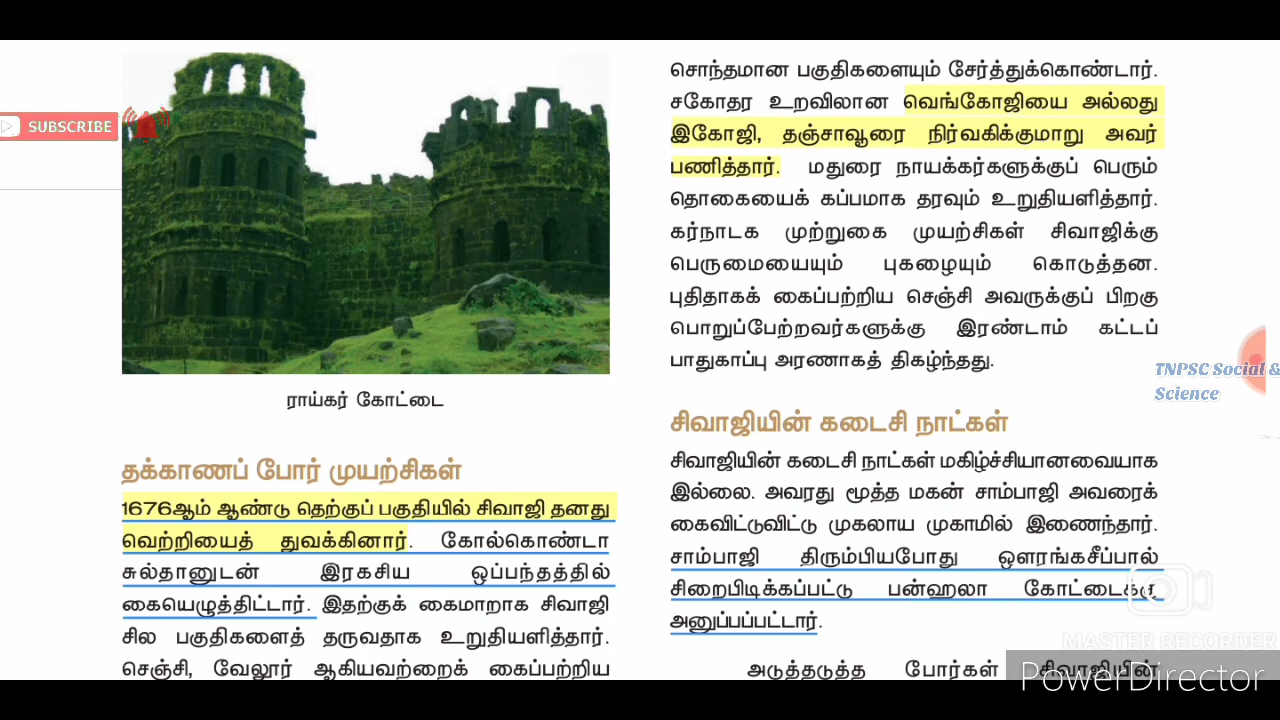 SUBSCRIBE
ராய்கர் கோட்டை
தக்காணப் போர் முயற்சிகள்
1676ஆம் ஆண்டு தெற்குப் பகுதியில் சிவாஜி தனது
வெற்றியைத் துவக்கினார். கோல்கொண்டா
சுல்தானுடன் இரகசிய ஒப்பந்தத்தில்
கையெழுத்திட்டார். இதற்குக் கைமாறாக சிவாஜி
சில பகுதிகளைத் தருவதாக உறுதியளித்தார்.
செஞ்சி, வேலூர் ஆகியவற்றைக் கைப்பற்றிய
சொந்தமான பகுதிகளையும் சேர்த்துக்கொண்டார்.
சகோதர உறவிலான வெங்கோஜியை அல்லது
இகோஜி, தஞ்சாவூரை நிர்வகிக்குமாறு அவர்
பணித்தார். மதுரை நாயக்கர்களுக்குப் பெரும்
தொகையைக் கப்பமாக தரவும் உறுதியளித்தார்.
கர்நாடக முற்றுகை முயற்சிகள் சிவாஜிக்கு
பெருமையையும் புகழையும் கொடுத்தன.
புதிதாகக் கைப்பற்றிய செஞ்சி அவருக்குப் பிறகு
பொறுப்பேற்றவர்களுக்கு இரண்டாம் கட்டப்
பாதுகாப்பு அரணாகத் திகழ்ந்தது.
TNPSC Social &
Science
சிவாஜியின் கடைசி நாட்கள்
சிவாஜியின் கடைசி நாட்கள் மகிழ்ச்சியானவையாக
இல்லை. அவரது மூத்த மகன் சாம்பாஜி அவரைக்
கைவிட்டுவிட்டு முகலாய முகாமில் இணைந்தார்.
சாம்பாஜி திரும்பியபோது ஔரங்கசீப்பால்
சிறைபிடிக்கப்பட்டு பன்ஹலா கோட்டைக்கு
அனுப்பப்பட்டார்.
அடுத்தடுத்த போர்கள் சிவாஜியின்
MASTER RECORDER
PowerDirector